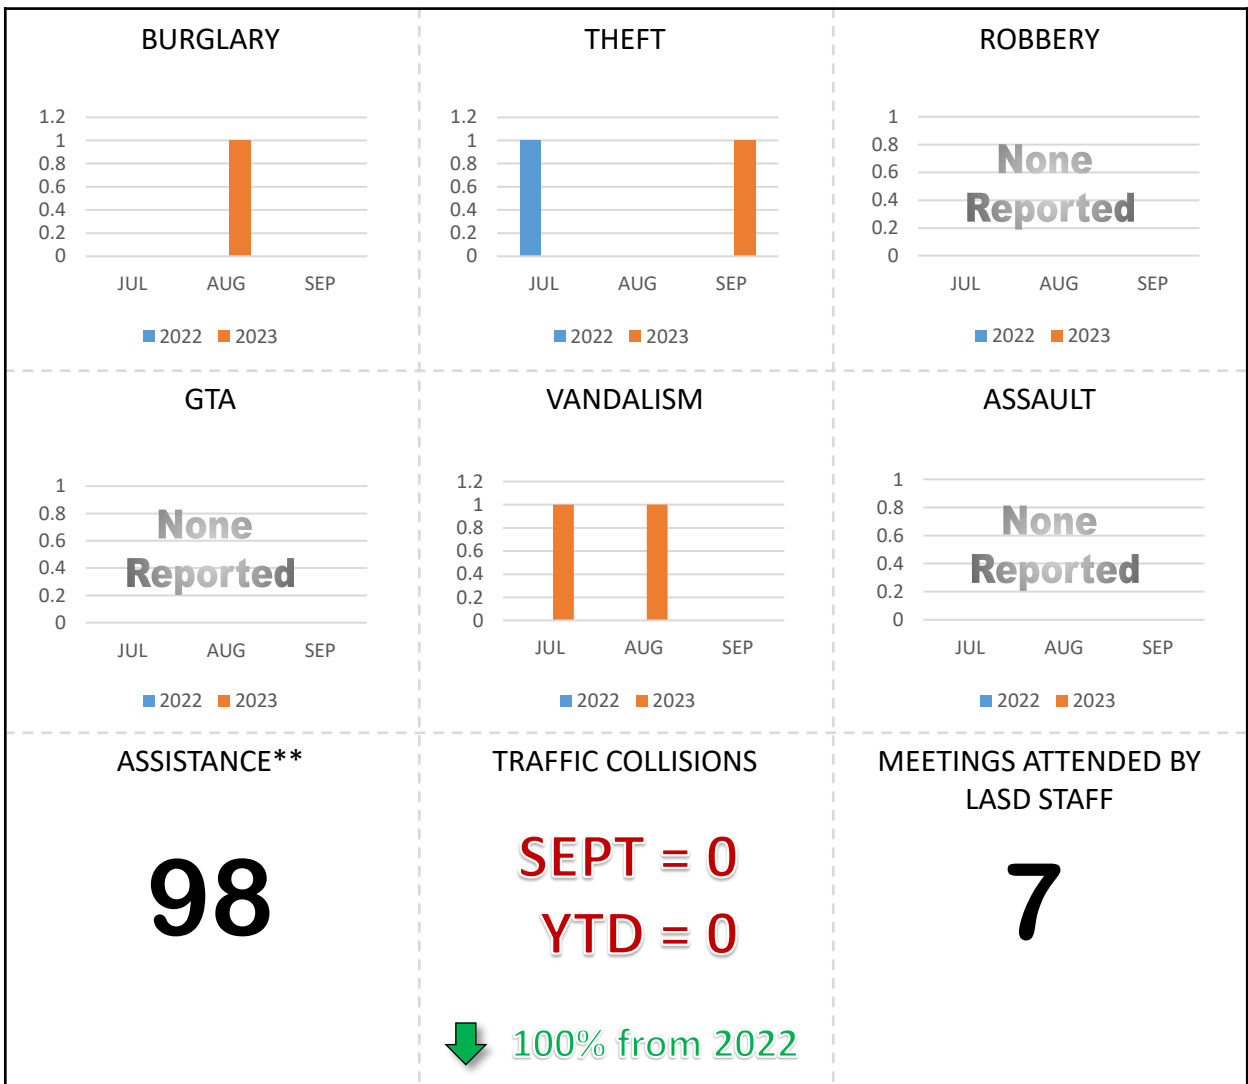 BURGLARY
1.2
1
0.8
0.6
0.4
0.2
0
JUL AUG SEP
2022 2023
THEFT
1.2
1
0.8
0.6
0.4
0.2
0
JUL AUG SEP
2022 2023
ROBBERY
1
0.8
0.6
0.4
0.2
0
None
Reported
JUL AUG SEP
2022 2023
GTA
1
0.8
0.6
0.4
0.2
0
None
Reported
JUL AUG SEP
2022 2023
VANDALISM
1.2
1
0.8
0.6
0.4
0.2
0
JUL AUG SEP
2022 2023
ASSAULT
1
0.8
0.6
0.4
0.2
0
None
Reported
JUL AUG SEP
2022 2023
ASSISTANCE**
98
TRAFFIC COLLISIONS
SEPT = 0
YTD = 0
100% from 2022
MEETINGS ATTENDED BY
LASD STAFF
7